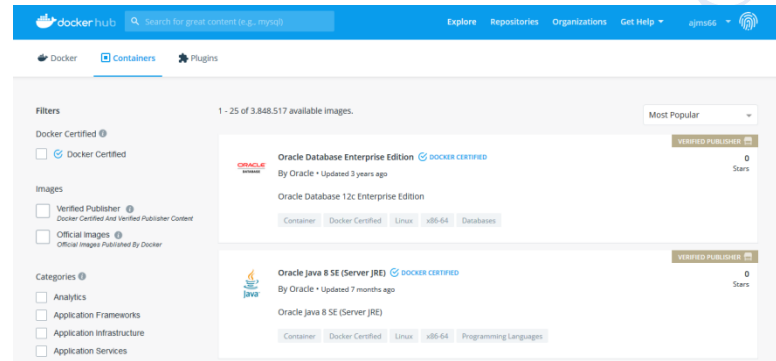 docker hub
Search for great content (e.g., mysql)
Explore Repositories Organizations Get Help ajms66
Docker Containers Plugins
Filters
1 - 25 of 3.848.517 available images.
Most Popular
Docker Certified
Docker Certified
Images
Verified Publisher
Docker Certified And Verified Publisher Content
Official Images
Official Images Published By Docker
Categories
Analytics
Application Frameworks
Application Infrastructure
Application Services
VERIFIED PUBLISHER
ORACLE
DATABASE
Oracle Database Enterprise Edition DOCKER CERTIFIED
0
Stars
By Oracle • Updated 3 years ago
Oracle Database 12c Enterprise Edition
Container Docker Certified Linux x86-64 Databases
VERIFIED PUBLISHER
Java
Oracle Java 8 SE (Server JRE) DOCKER CERTIFIED
0
Stars
By Oracle • Updated 7 months ago
Oracle Java 8 SE (Server JRE)
Container Docker Certified Linux x86-64 Programming Languages